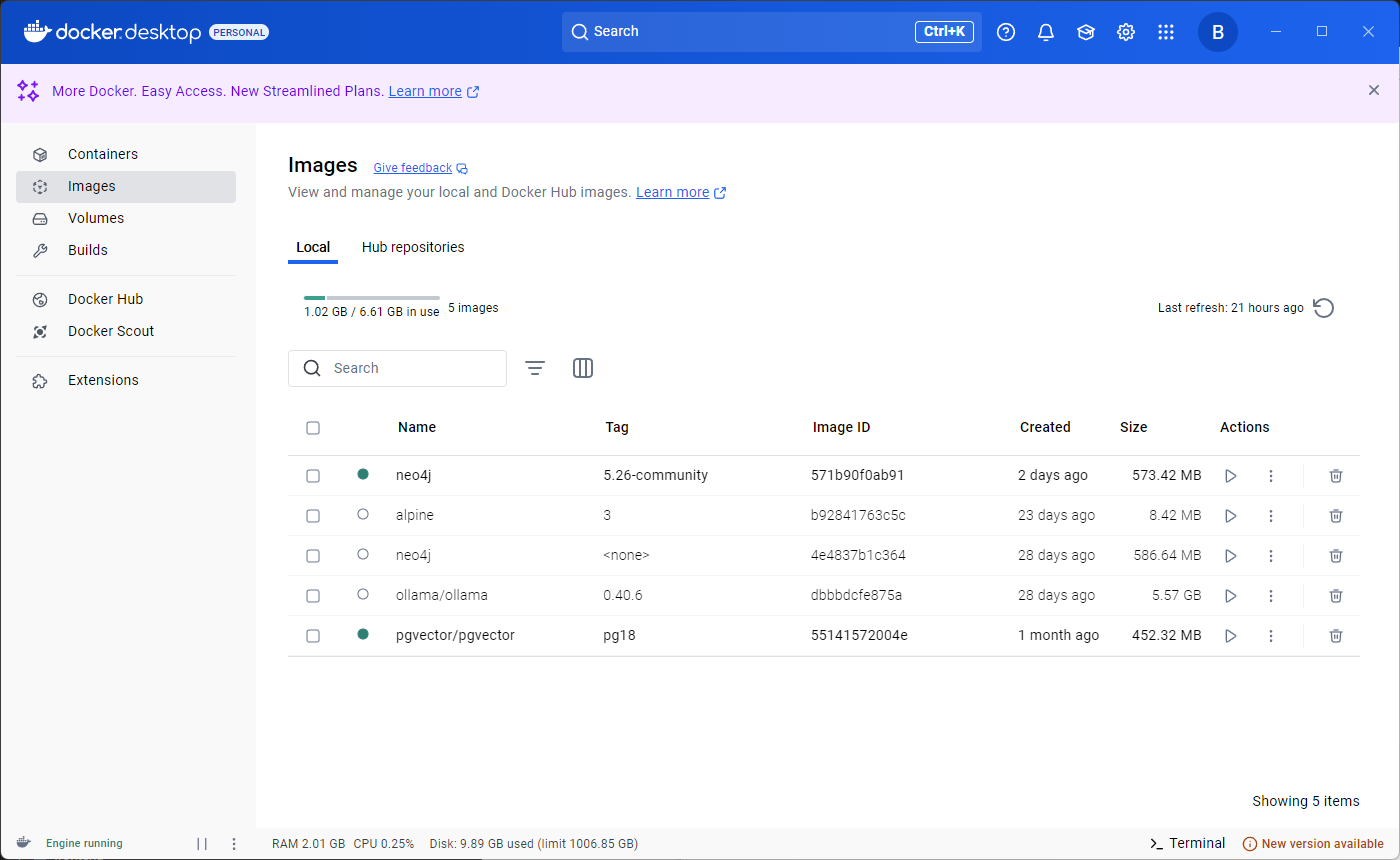 docker.desktop PERSONAL
Search Ctrl+K B
More Docker. Easy Access. New Streamlined Plans. Learn more
Containers
Images
Volumes
Builds
Docker Hub
Docker Scout
Extensions
Images Give feedback
View and manage your local and Docker Hub images. Learn more
Local Hub repositories
1.02 GB / 6.61 GB in use 5 images Last refresh: 21 hours ago
Search
Name Tag Image ID Created Size Actions
neo4j 5.26-community 571b90f0ab91 2 days ago 573.42 MB
alpine 3 b92841763c5c 23 days ago 8.42 MB
neo4j <none> 4e4837b1c364 28 days ago 586.64 MB
ollama/ollama 0.40.6 dbbbdcfe875a 28 days ago 5.57 GB
pgvector/pgvector pg18 55141572004e 1 month ago 452.32 MB
Showing 5 items
Engine running RAM 2.01 GB CPU 0.25% Disk: 9.89 GB used (limit 1006.85 GB) Terminal New version available